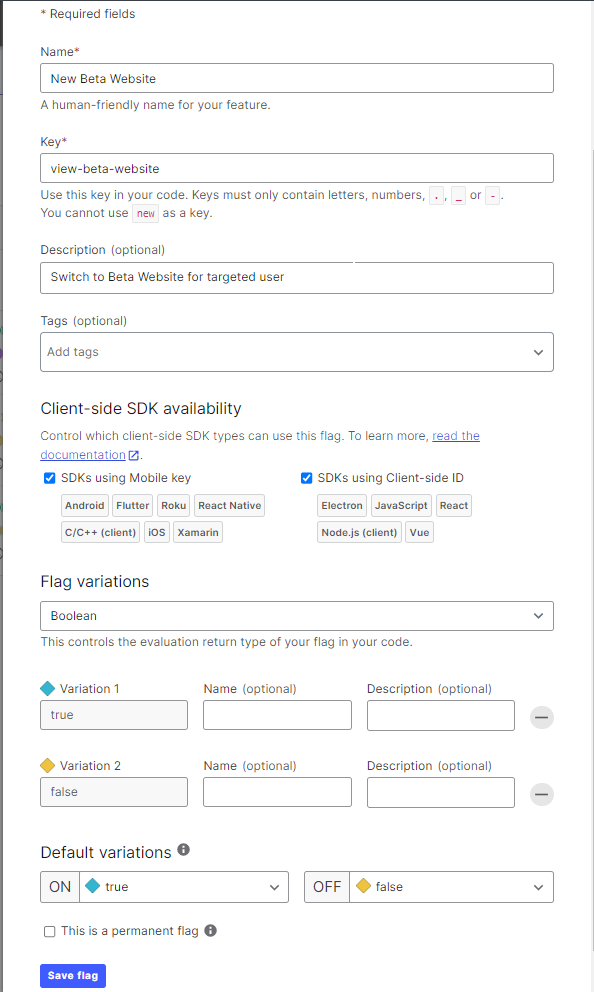 * Required fields
Name*
New Beta Website
A human-friendly name for your feature.
Key*
view-beta-website
Use this key in your code. Keys must only contain letters, numbers, . , _ or - .
You cannot use new as a key.
Description (optional)
Switch to Beta Website for targeted user
Tags (optional)
Add tags
Client-side SDK availability
Control which client-side SDK types can use this flag. To learn more, read the
documentation.
SDKs using Mobile key
Android Flutter Roku React Native
C/C++ (client) iOS Xamarin
SDKs using Client-side ID
Electron JavaScript React
Node.js (client) Vue
Flag variations
Boolean
This controls the evaluation return type of your flag in your code.
Variation 1 Name (optional) Description (optional)
true
Variation 2 Name (optional) Description (optional)
false
Default variations
ON true OFF false
This is a permanent flag
Save flag